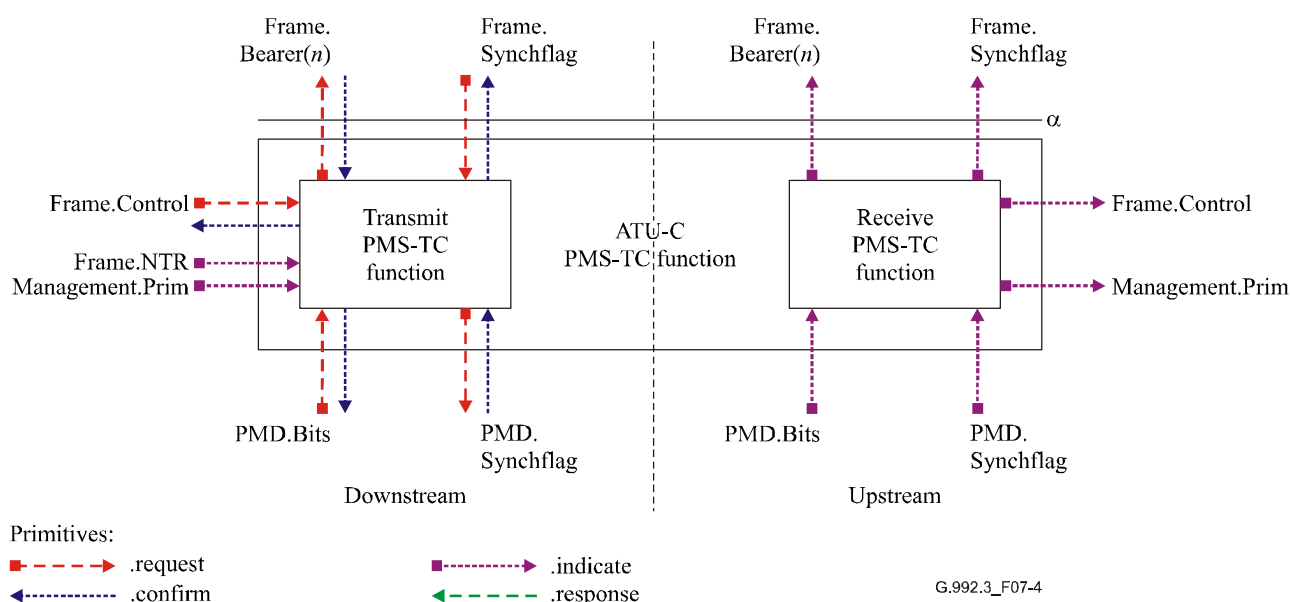 Frame.
Bearer(n)
Frame.
Synchflag
Frame.
Bearer(n)
Frame.
Synchflag
α
Frame.Control
Frame.NTR
Management.Prim
Transmit
PMS-TC
function
ATU-C
PMS-TC function
Receive
PMS-TC
function
Frame.Control
Management.Prim
PMD.Bits
PMD.
Synchflag
PMD.Bits
PMD.
Synchflag
Downstream
Upstream
Primitives:
.request
.indicate
.confirm
.response
G.992.3_F07-4